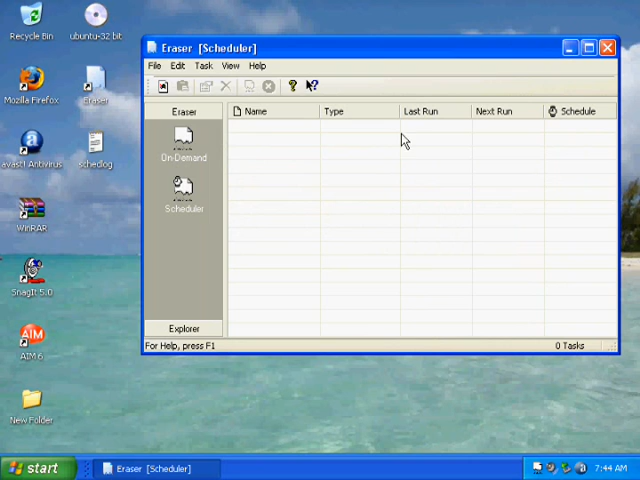 Recycle Bin
ubuntu-32 bit
Mozilla Firefox
Eraser
avast! Antivirus
schedlog
WinRAR
SnagIt 5.0
AIM 6
New Folder
Eraser [Scheduler]
File Edit Task View Help
Eraser
Name Type Last Run Next Run Schedule
On-Demand
Scheduler
Explorer
For Help, press F1
0 Tasks
start
Eraser [Scheduler]
7:44 AM